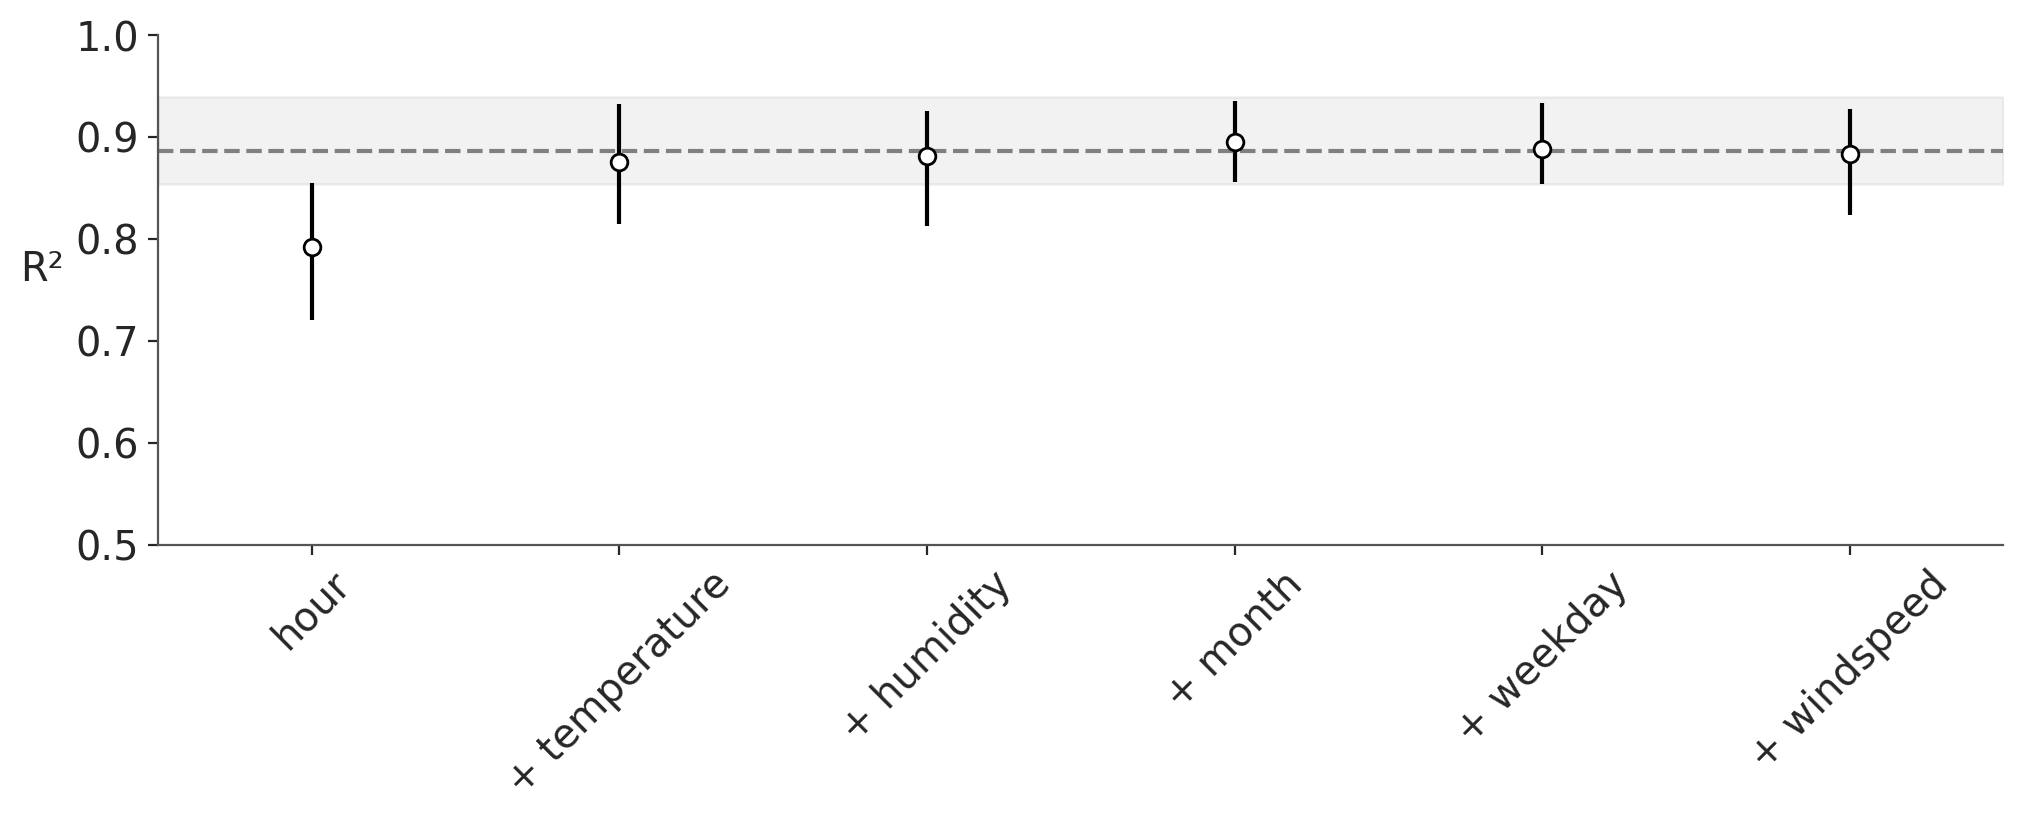 1.0
0.9
0.8
0.7
0.6
0.5
R²
hour
+ temperature
+ humidity
+ month
+ weekday
+ windspeed